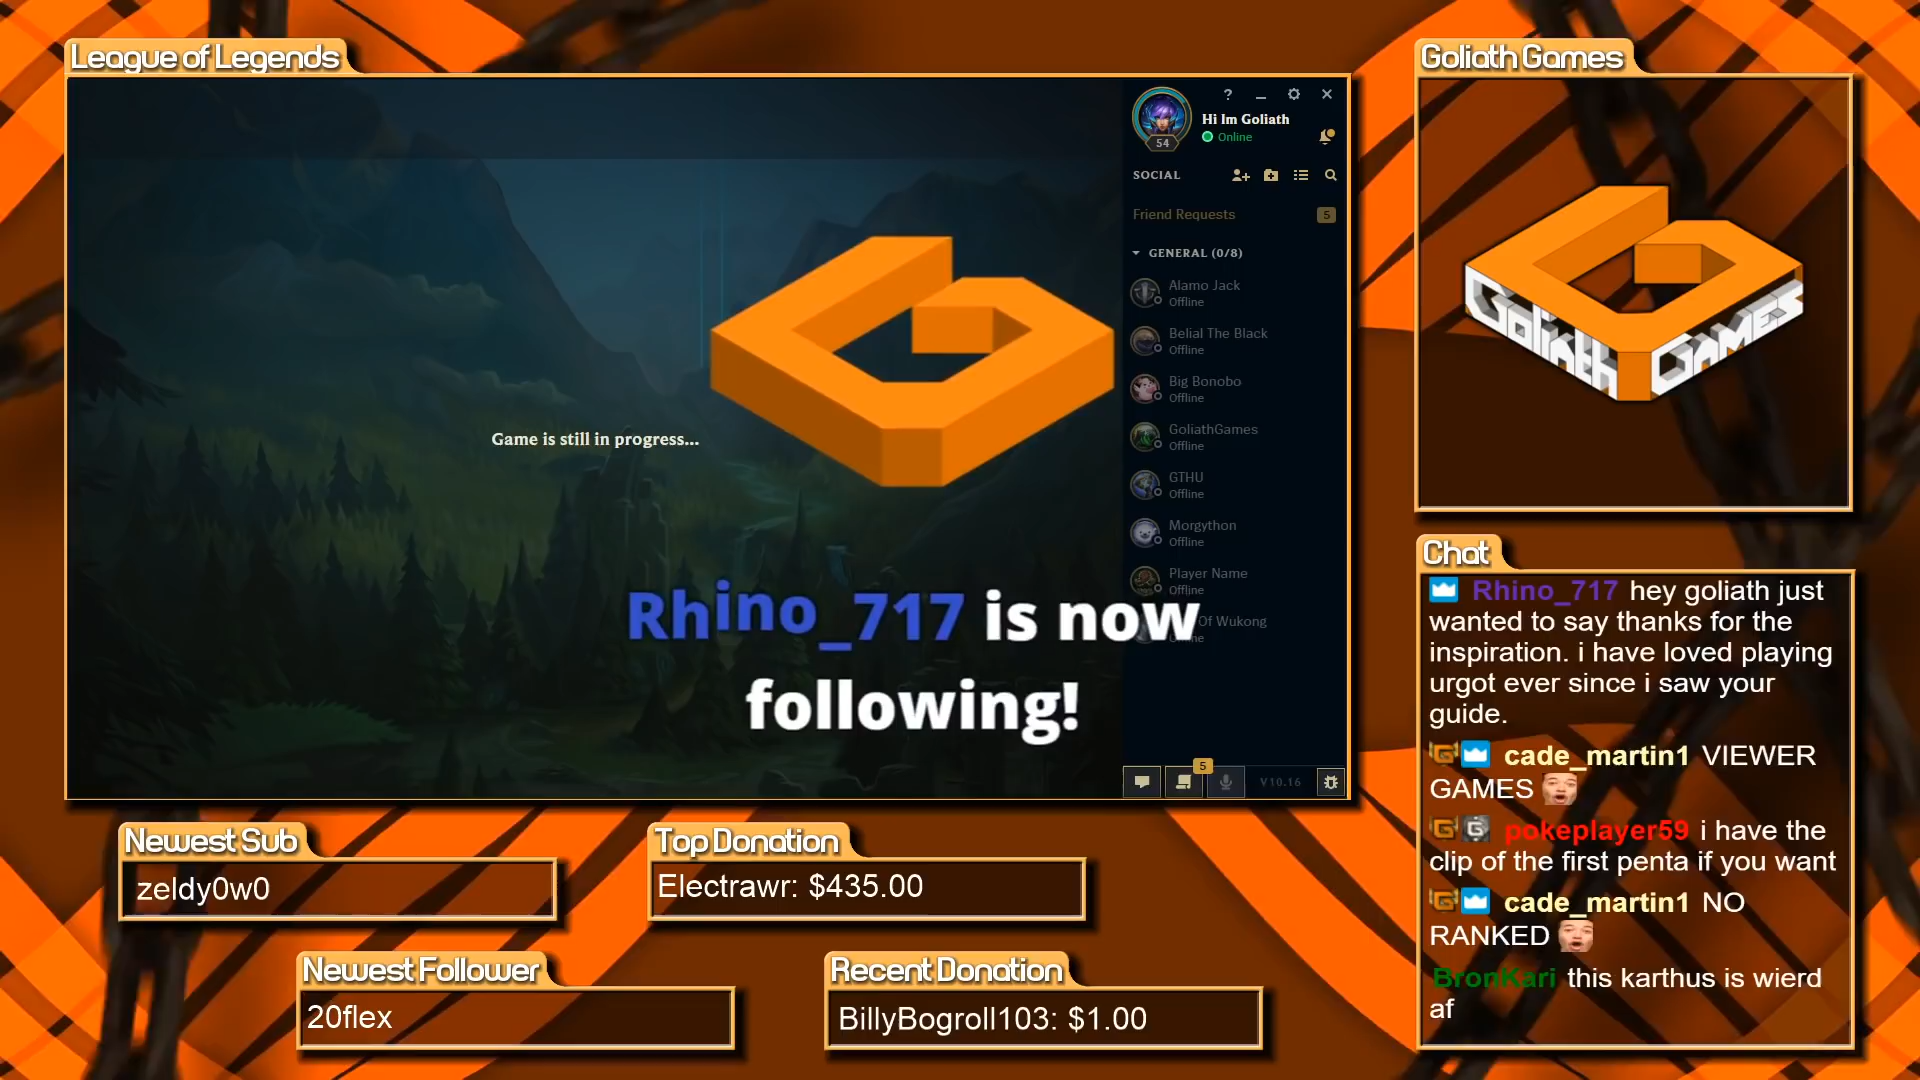 League of Legends
Goliath Games
?
Hi Im Goliath
Online
54
SOCIAL
Friend Requests
5
GENERAL (0/8)
Alamo Jack
Offline
Belial The Black
Offline
Big Bonobo
Offline
GoliathGames
Offline
GTHU
Offline
Morgython
Offline
Player Name
Offline
Of Wukong
Game is still in progress...
Rhino_717 is now
following!
5
V10.16
Goliath Games
Chat
Rhino_717 hey goliath just
wanted to say thanks for the
inspiration. i have loved playing
urgot ever since i saw your
guide.
cade_martin1 VIEWER
GAMES
pokeplayer59 i have the
clip of the first penta if you want
cade_martin1 NO
RANKED
BronKari this karthus is wierd
af
Newest Sub
zeldy0w0
Top Donation
Electrawr: $435.00
Newest Follower
20flex
Recent Donation
BillyBogroll103: $1.00